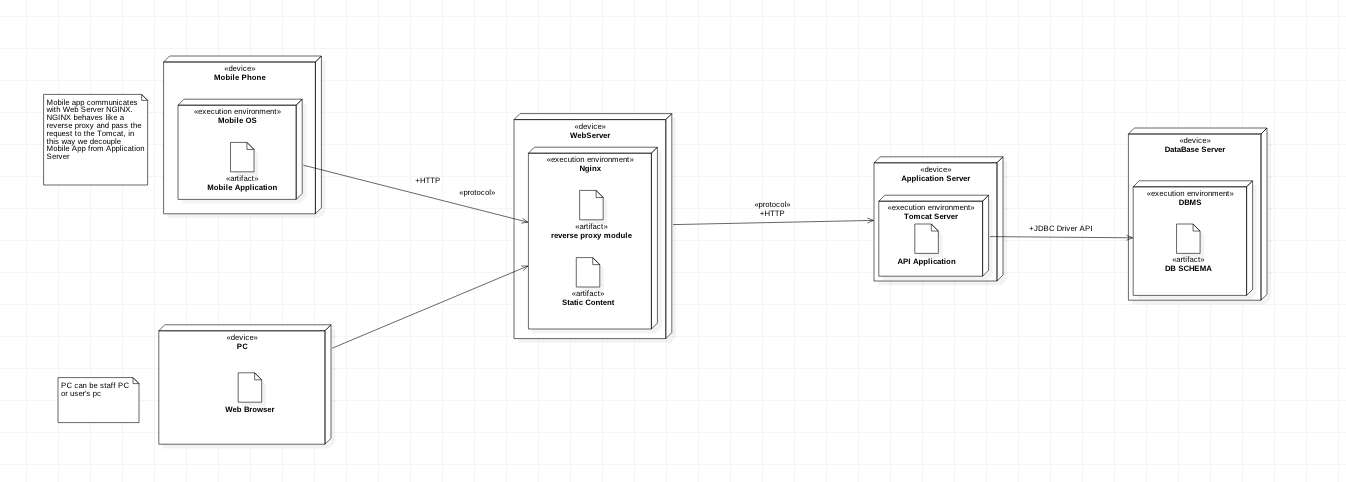 Mobile app communicates
with Web Server NGINX.
NGINX behaves like a
reverse proxy and pass the
request to the Tomcat, in
this way we decouple
Mobile App from Application
Server
«device»
Mobile Phone
«execution environment»
Mobile OS
«artifact»
Mobile Application
+HTTP
«protocol»
PC can be staff PC
or user's pc
«device»
PC
Web Browser
«device»
WebServer
«execution environment»
Nginx
«artifact»
reverse proxy module
«artifact»
Static Content
«protocol»
+HTTP
«device»
Application Server
«execution environment»
Tomcat Server
API Application
+JDBC Driver API
«device»
DataBase Server
«execution environment»
DBMS
«artifact»
DB SCHEMA